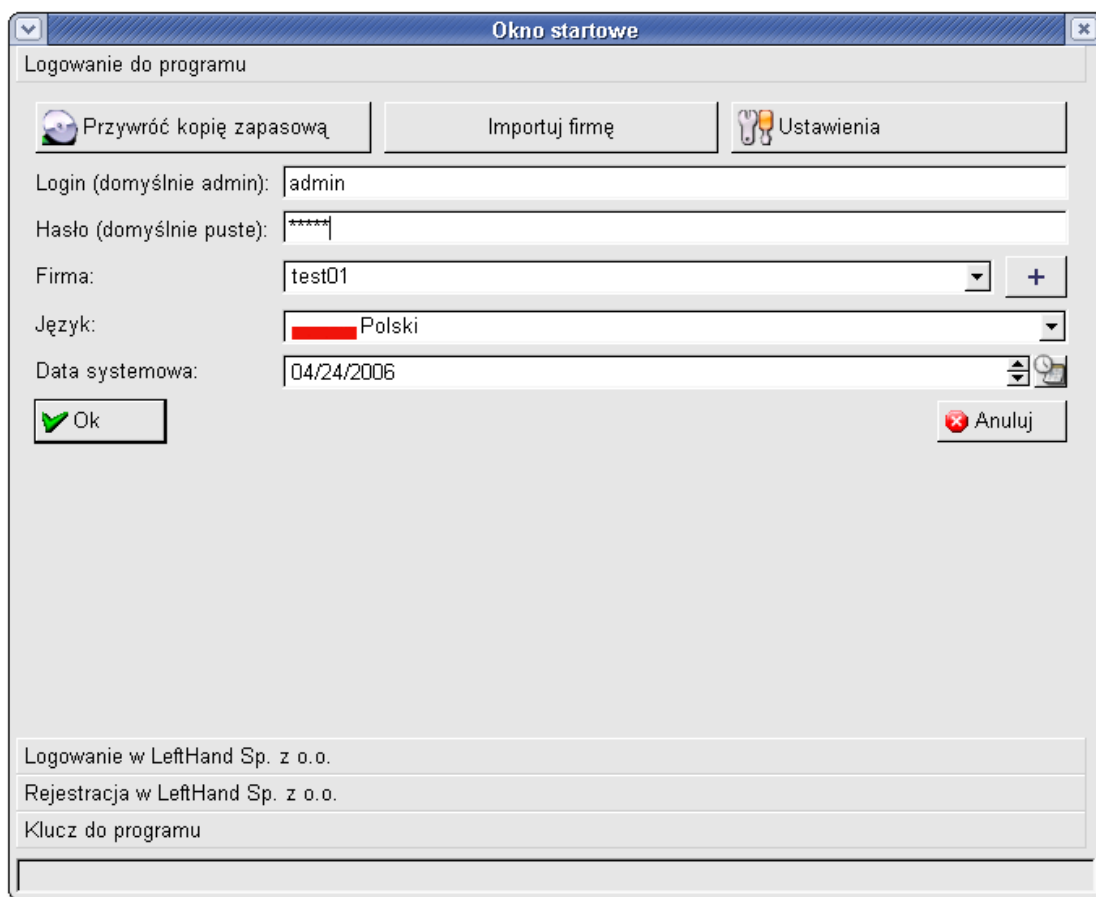 Okno startowe
Logowanie do programu
Przywróć kopię zapasową Importuj firmę Ustawienia
Login (domyślnie admin): admin
Hasło (domyślnie puste): *****
Firma: test01 +
Język: Polski
Data systemowa: 04/24/2006
Ok Anuluj
Logowanie w LeftHand Sp. z o.o.
Rejestracja w LeftHand Sp. z o.o.
Klucz do programu